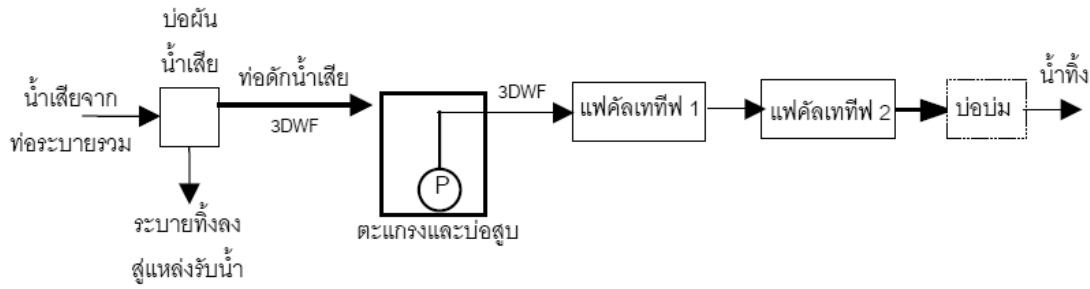 บ่อผัน
น้ำเสีย
น้ำเสียจาก
ท่อระบายรวม
ท่อดักน้ำเสีย
3DWF
ระบายทิ้งลง
สู่แหล่งรับน้ำ
P
ตะแกรงและบ่อสูบ
3DWF
แฟคัลเททีฟ 1
แฟคัลเททีฟ 2
บ่อบ่ม
น้ำทิ้ง